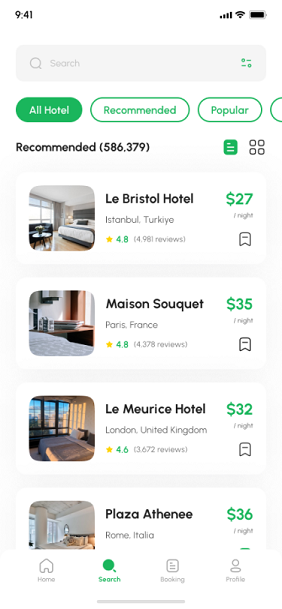 9:41
Search
All Hotel
Recommended
Popular
Recommended (586,379)
Le Bristol Hotel
$27
Istanbul, Turkiye
/ night
4.8 (4,981 reviews)
Maison Souquet
$35
Paris, France
/ night
4.8 (4,378 reviews)
Le Meurice Hotel
$32
London, United Kingdom
/ night
4.6 (3,672 reviews)
Plaza Athenee
$36
Rome, Italia
/ night
Home
Search
Booking
Profile